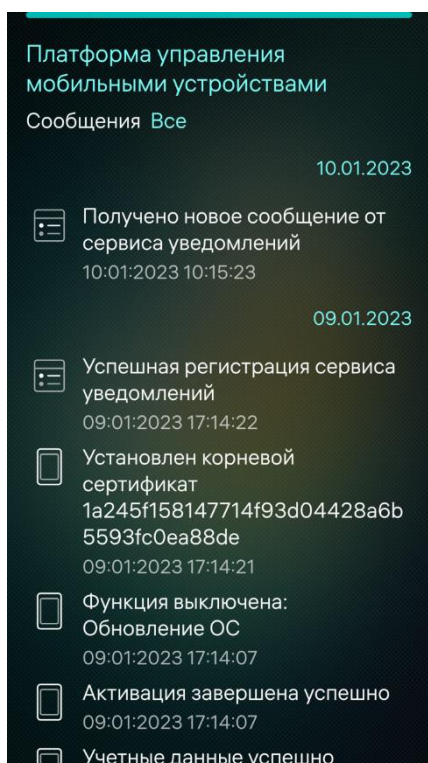 Платформа управления
мобильными устройствами
Сообщения Все
10.01.2023
Получено новое сообщение от
сервиса уведомлений
10:01:2023 10:15:23
09.01.2023
Успешная регистрация сервиса
уведомлений
09:01:2023 17:14:22
Установлен корневой
сертификат
1a245f158147714f93d04428a6b
5593fc0ea88de
09:01:2023 17:14:21
Функция выключена:
Обновление ОС
09:01:2023 17:14:07
Активация завершена успешно
09:01:2023 17:14:07
Учетные данные успешно